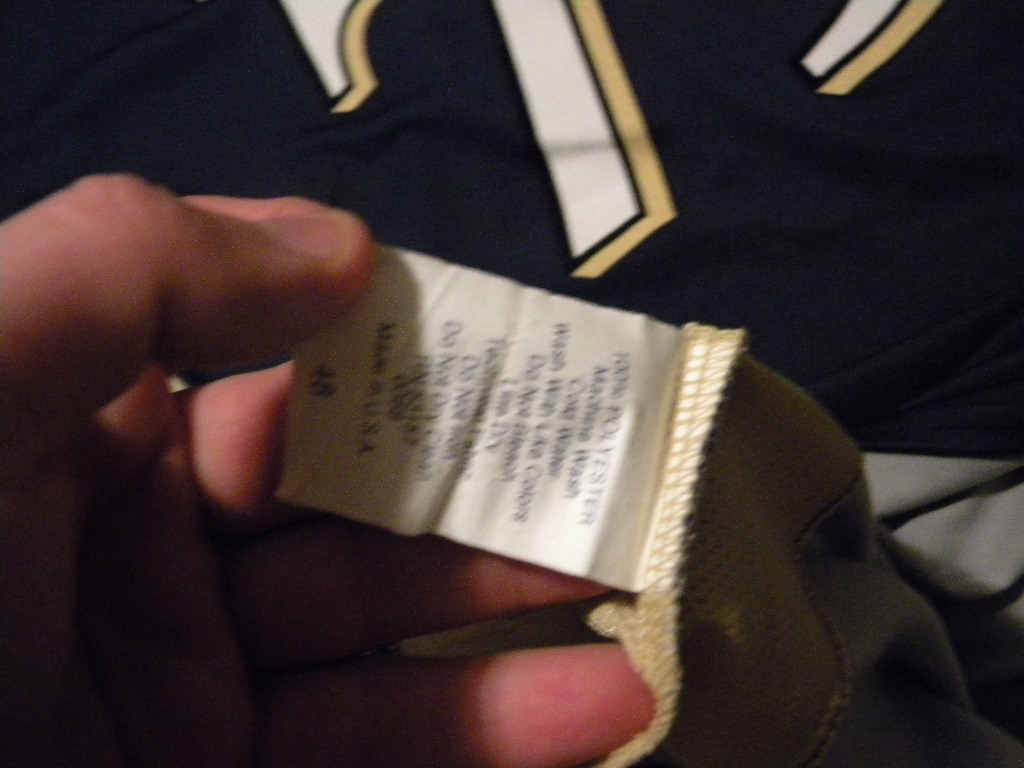 100% POLYESTER
Machine Wash
Cold Water
Wash With Like Colors
Do Not Bleach
Line Dry
Do Not Iron
Do Not Dry Clean
Made in U.S.A.
48